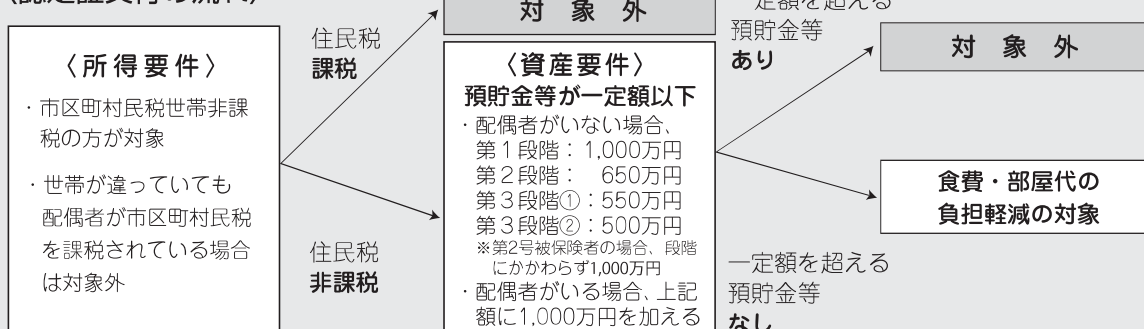 〈所得要件〉
・市区町村民税世帯非課
税の方が対象
・世帯が違っていても
配偶者が市区町村民税
を課税されている場合
は対象外
住民税
課税
住民税
非課税
対 象 外
〈資産要件〉
預貯金等が一定額以下
・配偶者がいない場合、
第1段階： 1,000万円
第2段階： 650万円
第3段階①：550万円
第3段階②：500万円
※第2号被保険者の場合、段階
にかかわらず1,000万円
・配偶者がいる場合、上記
額に1,000万円を加える
一定額を超える
預貯金等
あり
一定額を超える
預貯金等
なし
対 象 外
食費・部屋代の
負担軽減の対象